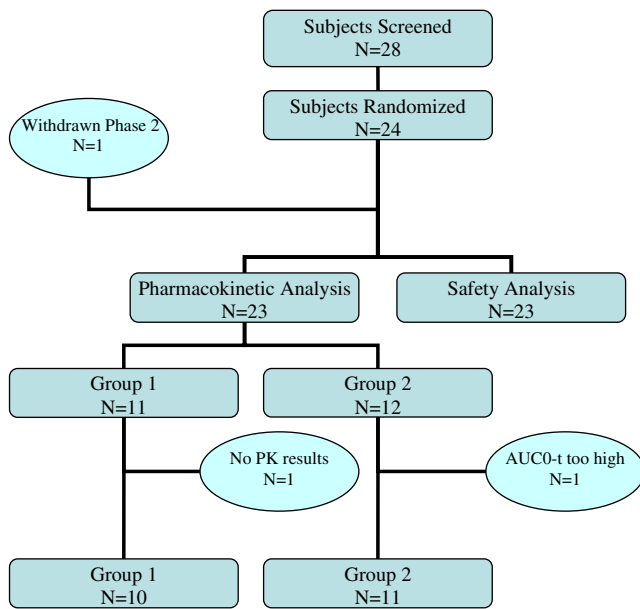 Subjects Screened
N=28
Subjects Randomized
N=24
Withdrawn Phase 2
N=1
Pharmacokinetic Analysis
N=23
Safety Analysis
N=23
Group 1
N=11
Group 2
N=12
No PK results
N=1
AUC0-t too high
N=1
Group 1
N=10
Group 2
N=11